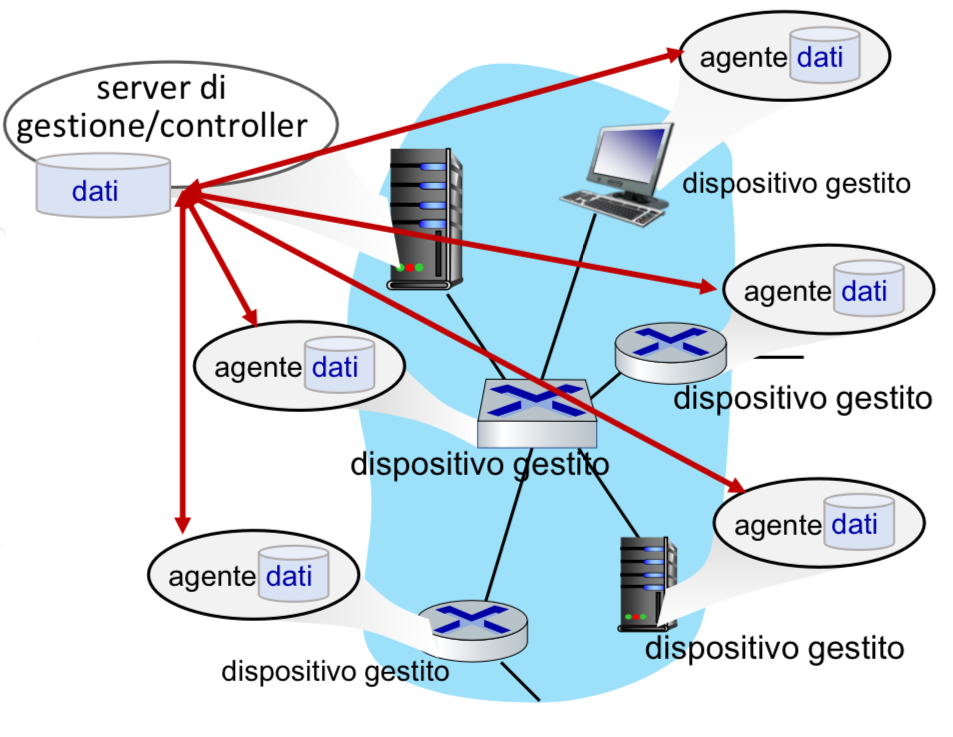 agente dati
server di
gestione/controller
dati
dispositivo gestito
agente dati
agente dati
dispositivo gestito
dispositivo gestito
agente dati
agente dati
dispositivo gestito
dispositivo gestito